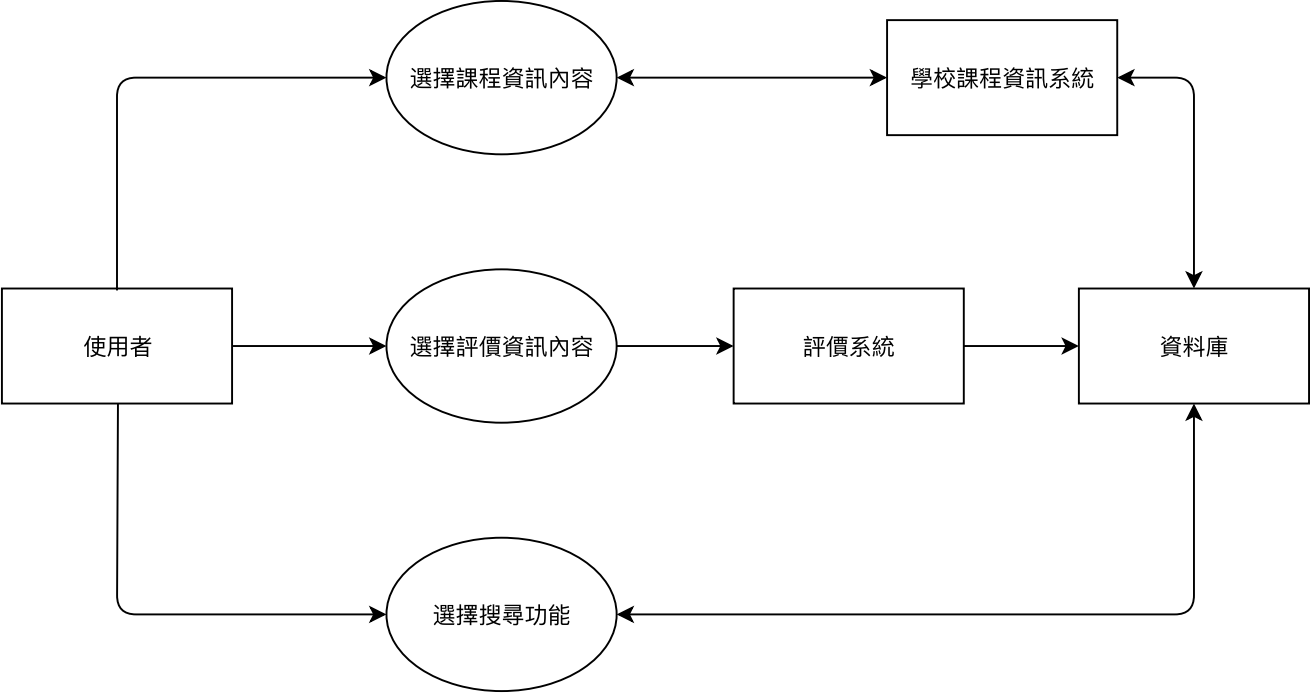 選擇課程資訊內容
學校課程資訊系統
使用者
選擇評價資訊內容
評價系統
資料庫
選擇搜尋功能